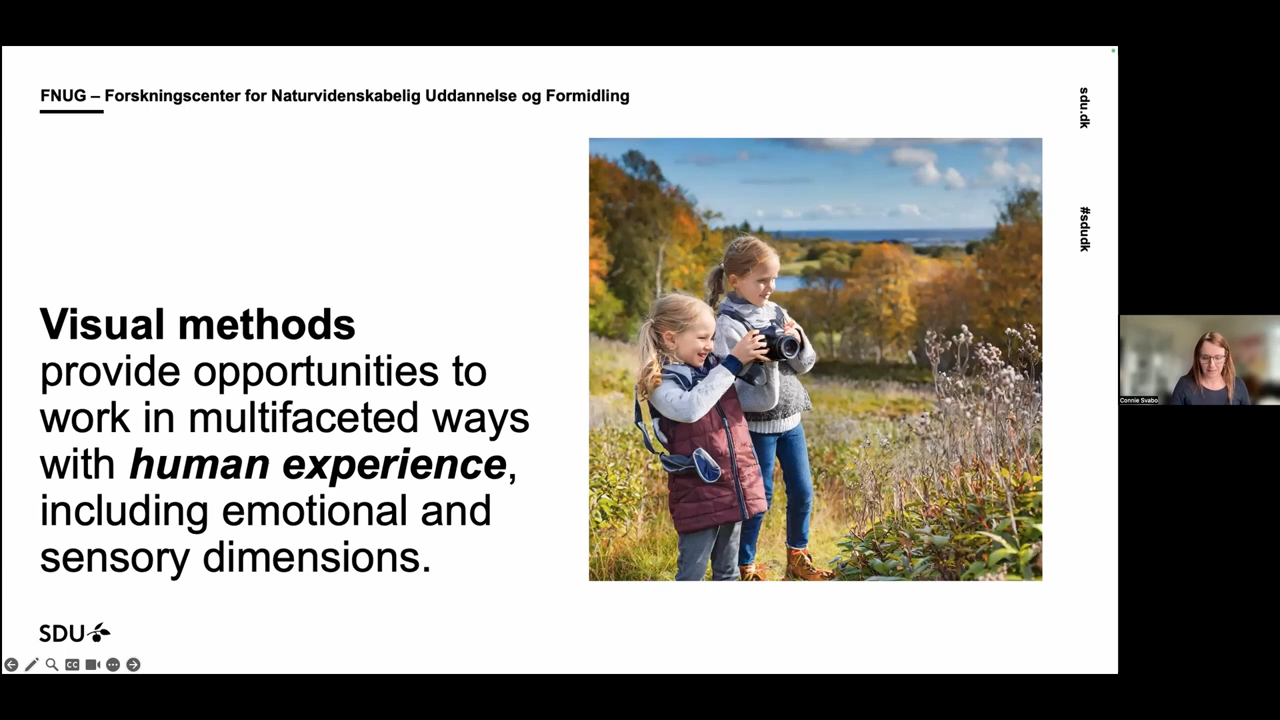 FNUG – Forskningscenter for Naturvidenskabelig Uddannelse og Formidling
sdu.dk
#sdudk
Visual methods
provide opportunities to
work in multifaceted ways
with human experience,
including emotional and
sensory dimensions.
SDU
CC
Connie Svabo